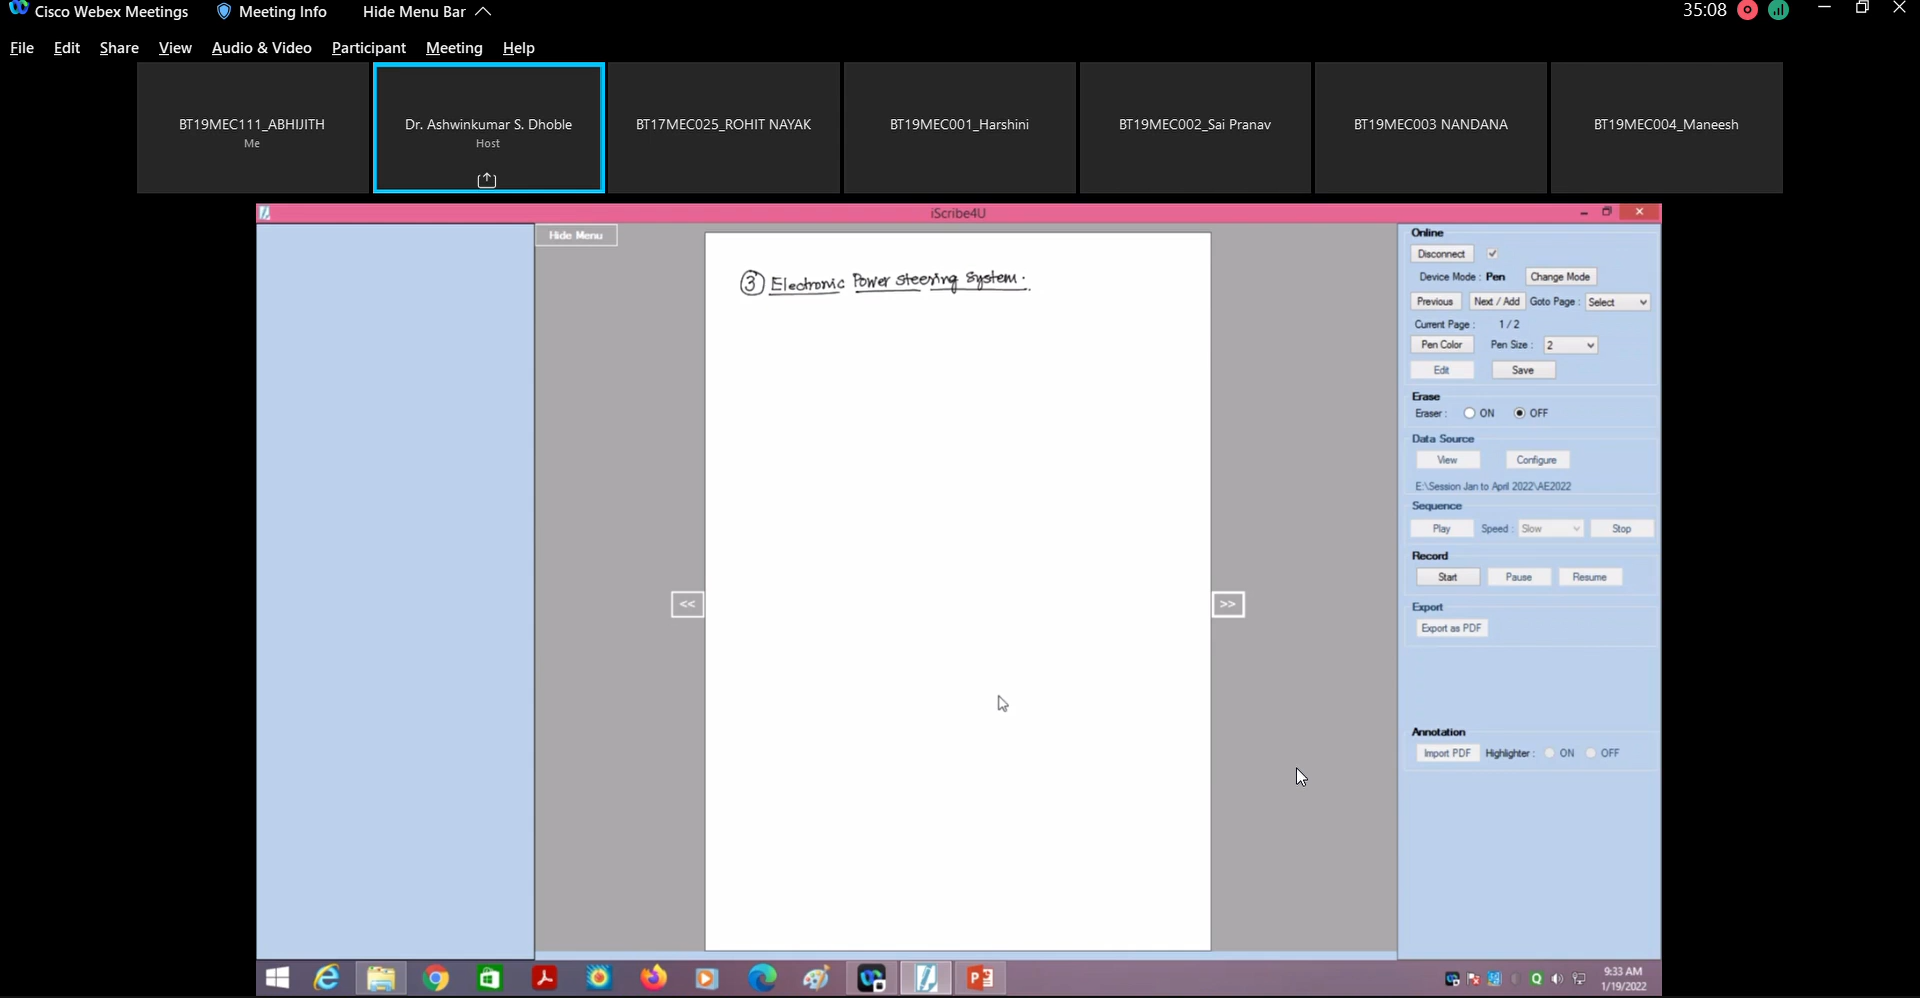 Cisco Webex Meetings Meeting Info Hide Menu Bar 35:08
File Edit Share View Audio & Video Participant Meeting Help
BT19MEC111_ABHIJITH Dr. Ashwinkumar S. Dhoble BT17MEC025_ROHIT NAYAK BT19MEC001_Harshini BT19MEC002_Sai Pranav BT19MEC003 NANDANA BT19MEC004_Maneesh
Me Host
iScribe4U
Hide Menu
③ Electronic Power Steering System.
<<
>>
Online
Disconnect
Device Mode : Pen Change Mode
Previous Next / Add Goto Page : Select
Current Page : 1 / 2
Pen Color Pen Size : 2
Edit Save
Erase
Eraser : ON OFF
Data Source
View Configure
E:\Session Jan to April 2022\AE2022
Sequence
Play Speed : Slow Stop
Record
Start Pause Resume
Export
Export as PDF
Annotation
Import PDF Highlighter : ON OFF
9:33 AM
1/19/2022